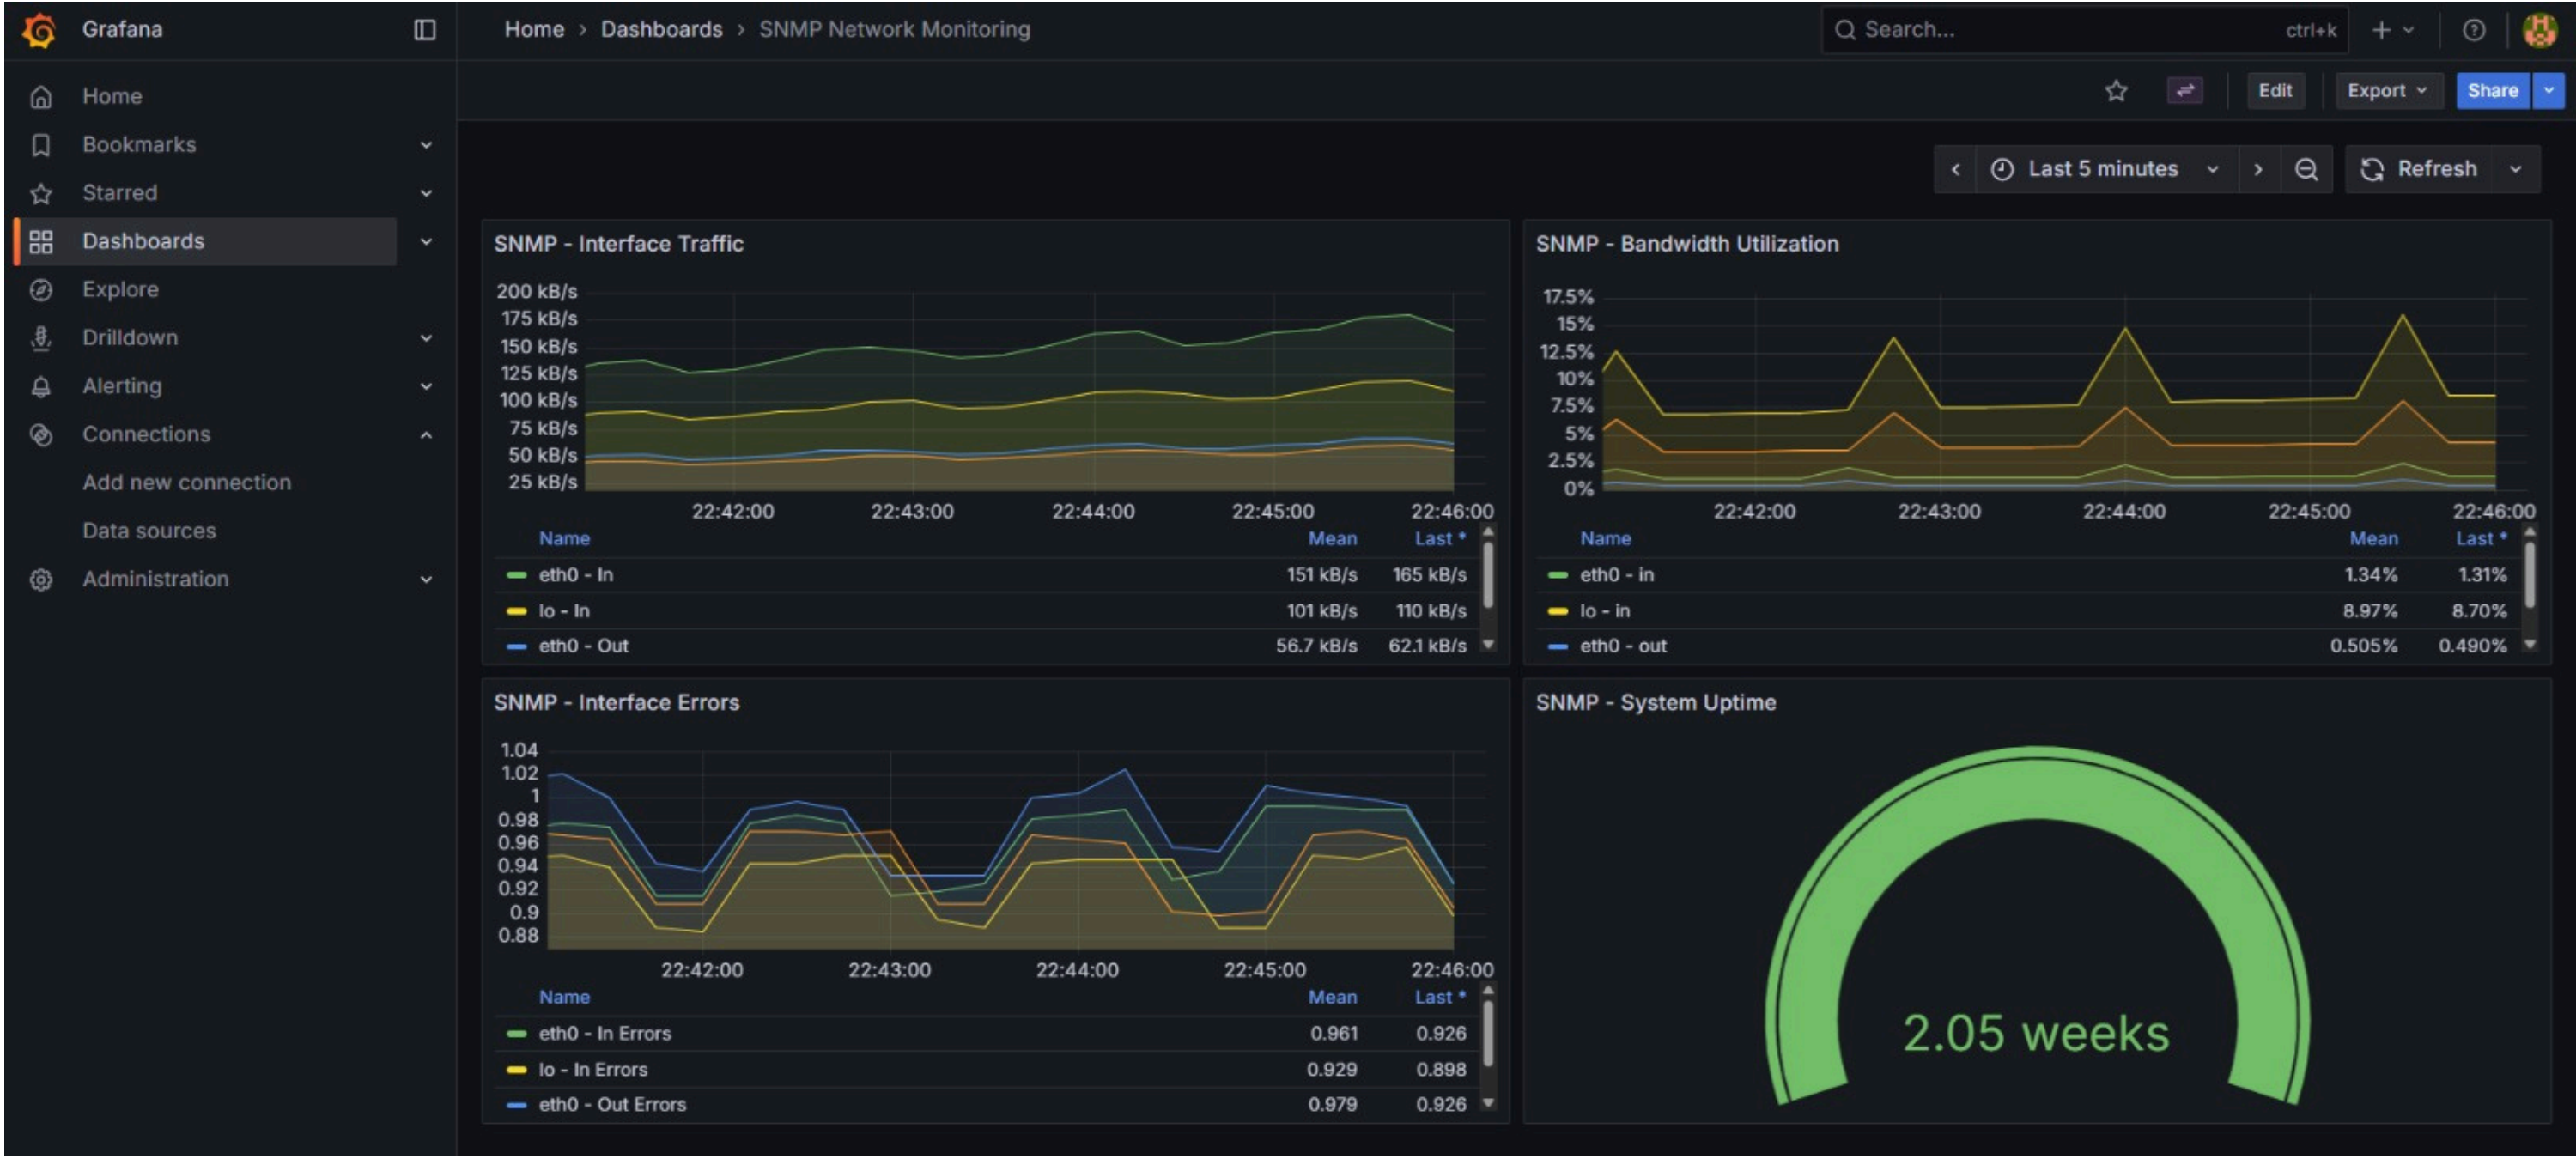 Grafana
Home › Dashboards › SNMP Network Monitoring
Search... ctrl+k
Edit Export Share
Last 5 minutes Refresh
Home
Bookmarks
Starred
Dashboards
Explore
Drilldown
Alerting
Connections
Add new connection
Data sources
Administration
SNMP - Interface Traffic
200 kB/s
175 kB/s
150 kB/s
125 kB/s
100 kB/s
75 kB/s
50 kB/s
25 kB/s
22:42:00 22:43:00 22:44:00 22:45:00 22:46:00
Name Mean Last *
eth0 - In 151 kB/s 165 kB/s
lo - In 101 kB/s 110 kB/s
eth0 - Out 56.7 kB/s 62.1 kB/s
SNMP - Bandwidth Utilization
17.5%
15%
12.5%
10%
7.5%
5%
2.5%
0%
22:42:00 22:43:00 22:44:00 22:45:00 22:46:00
Name Mean Last *
eth0 - in 1.34% 1.31%
lo - in 8.97% 8.70%
eth0 - out 0.505% 0.490%
SNMP - Interface Errors
1.04
1.02
1
0.98
0.96
0.94
0.92
0.9
0.88
22:42:00 22:43:00 22:44:00 22:45:00 22:46:00
Name Mean Last *
eth0 - In Errors 0.961 0.926
lo - In Errors 0.929 0.898
eth0 - Out Errors 0.979 0.926
SNMP - System Uptime
2.05 weeks